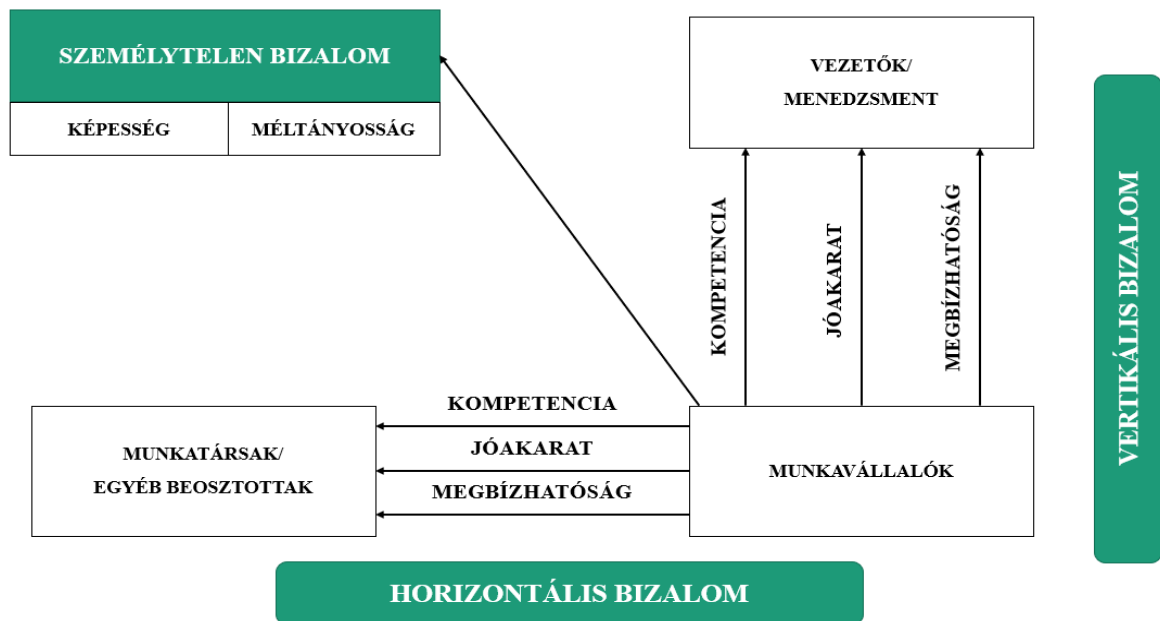 SZEMÉLYTELEN BIZALOM
KÉPESSÉG
MÉLTÁNYOSSÁG
VEZETŐK/
MENEDZSMENT
KOMPETENCIA
JÓAKARAT
MEGBÍZHATÓSÁG
VERTIKÁLIS BIZALOM
KOMPETENCIA
JÓAKARAT
MEGBÍZHATÓSÁG
MUNKATÁRSAK/
EGYÉB BEOSZTOTTAK
MUNKAVÁLLALÓK
HORIZONTÁLIS BIZALOM